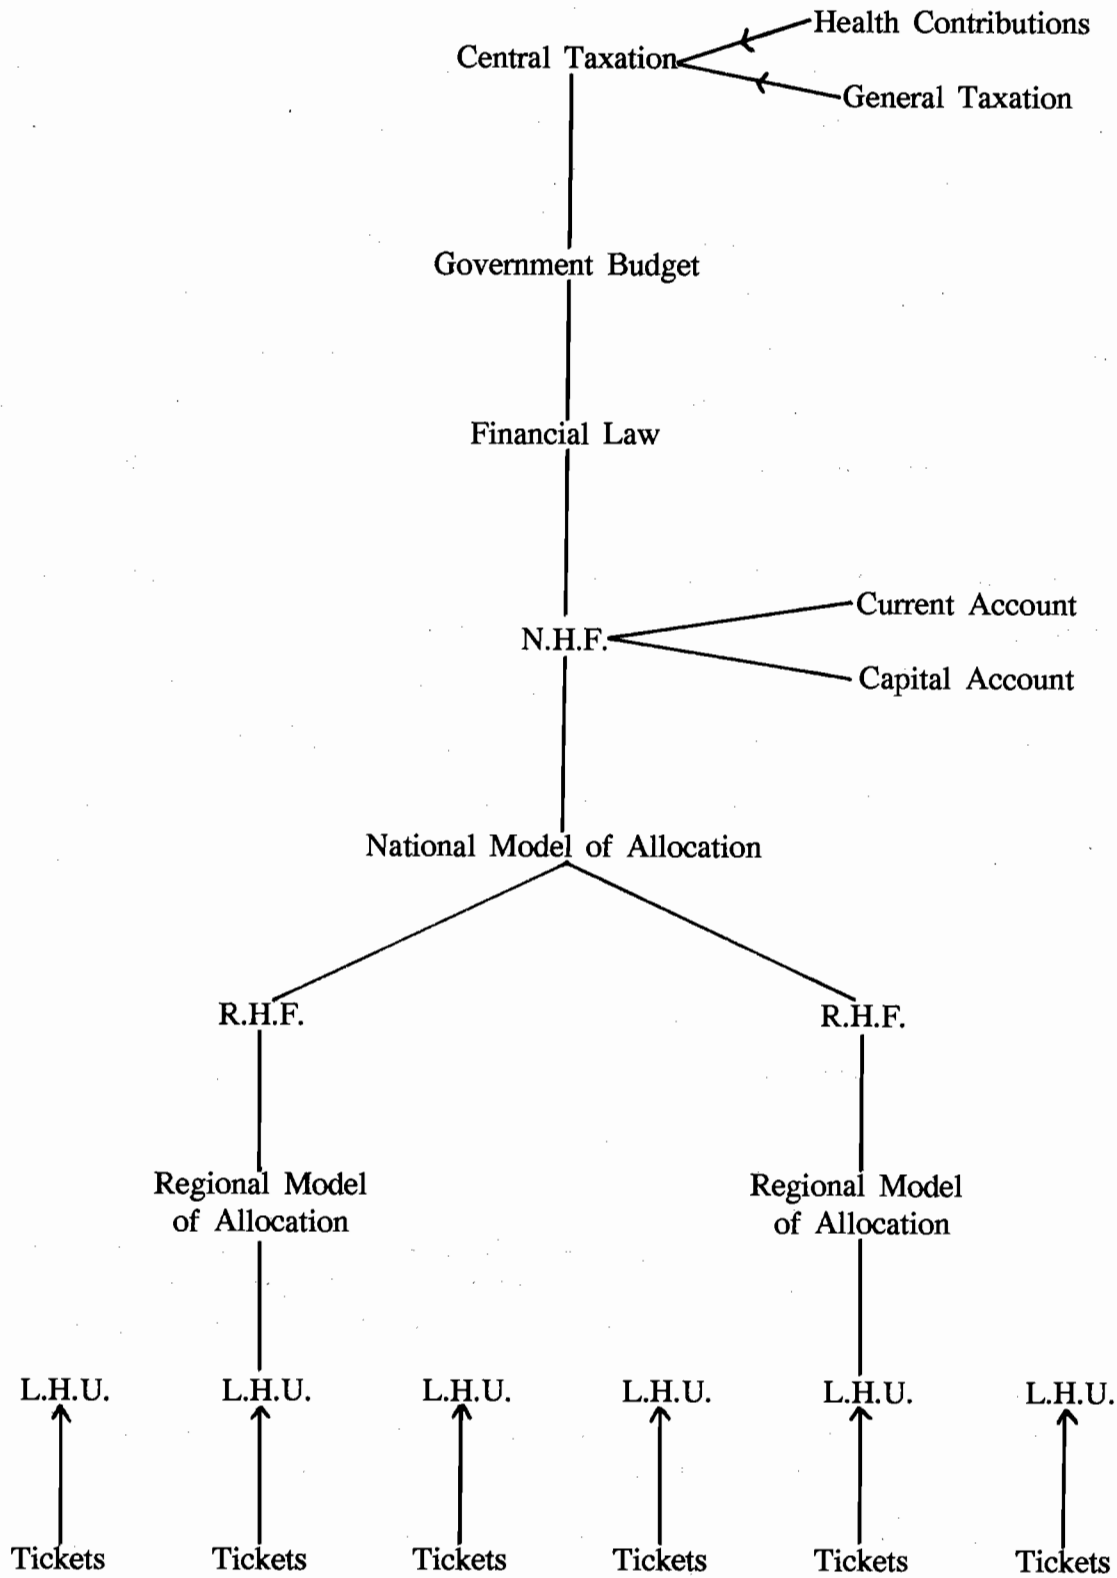 Health Contributions
Central Taxation
General Taxation
Government Budget
Financial Law
Current Account
N.H.F.
Capital Account
National Model of Allocation
R.H.F.
R.H.F.
Regional Model
of Allocation
Regional Model
of Allocation
L.H.U.
L.H.U.
L.H.U.
L.H.U.
L.H.U.
L.H.U.
Tickets
Tickets
Tickets
Tickets
Tickets
Tickets